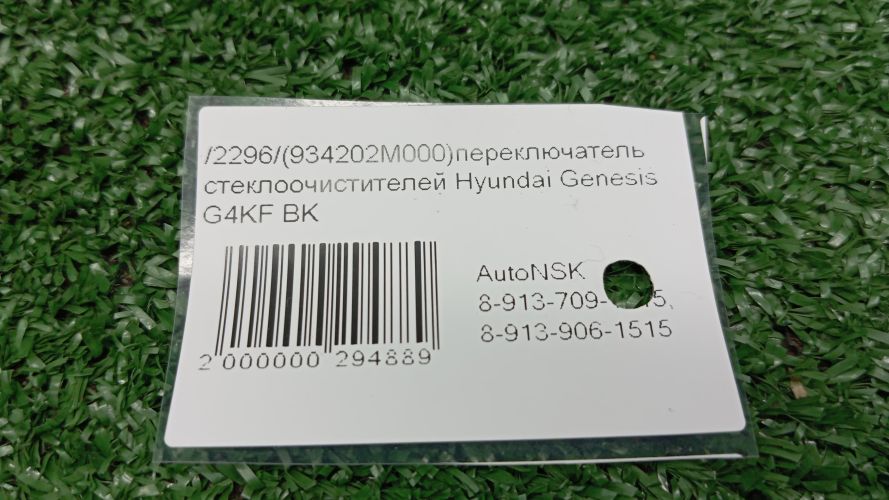 /2296/(934202M000)переключатель
стеклоочистителей Hyundai Genesis
G4KF BK
AutoNSK
8-913-906-1515
2 000000 294889